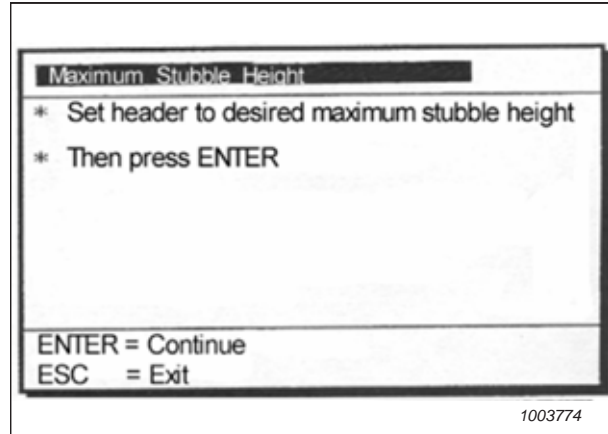 Maximum Stubble Height
* Set header to desired maximum stubble height
* Then press ENTER
ENTER = Continue
ESC = Exit
1003774